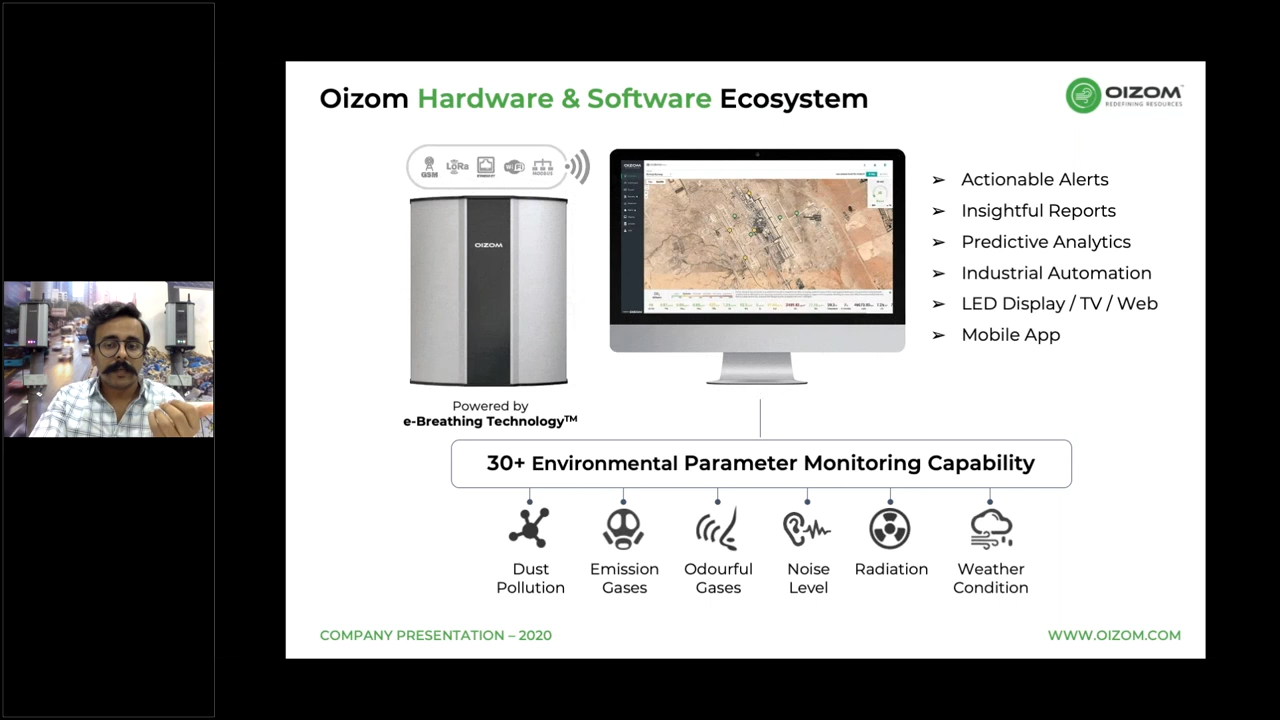 Oizom Hardware & Software Ecosystem
OIZOM™
REDEFINING RESOURCES
GSM
LoRa
ETHERNET
WiFi
MODBUS
OIZOM
Actionable Alerts
Insightful Reports
Predictive Analytics
Industrial Automation
LED Display / TV / Web
Mobile App
Powered by
e-Breathing Technology™
30+ Environmental Parameter Monitoring Capability
Dust
Pollution
Emission
Gases
Odourful
Gases
Noise
Level
Radiation
Weather
Condition
COMPANY PRESENTATION – 2020
WWW.OIZOM.COM